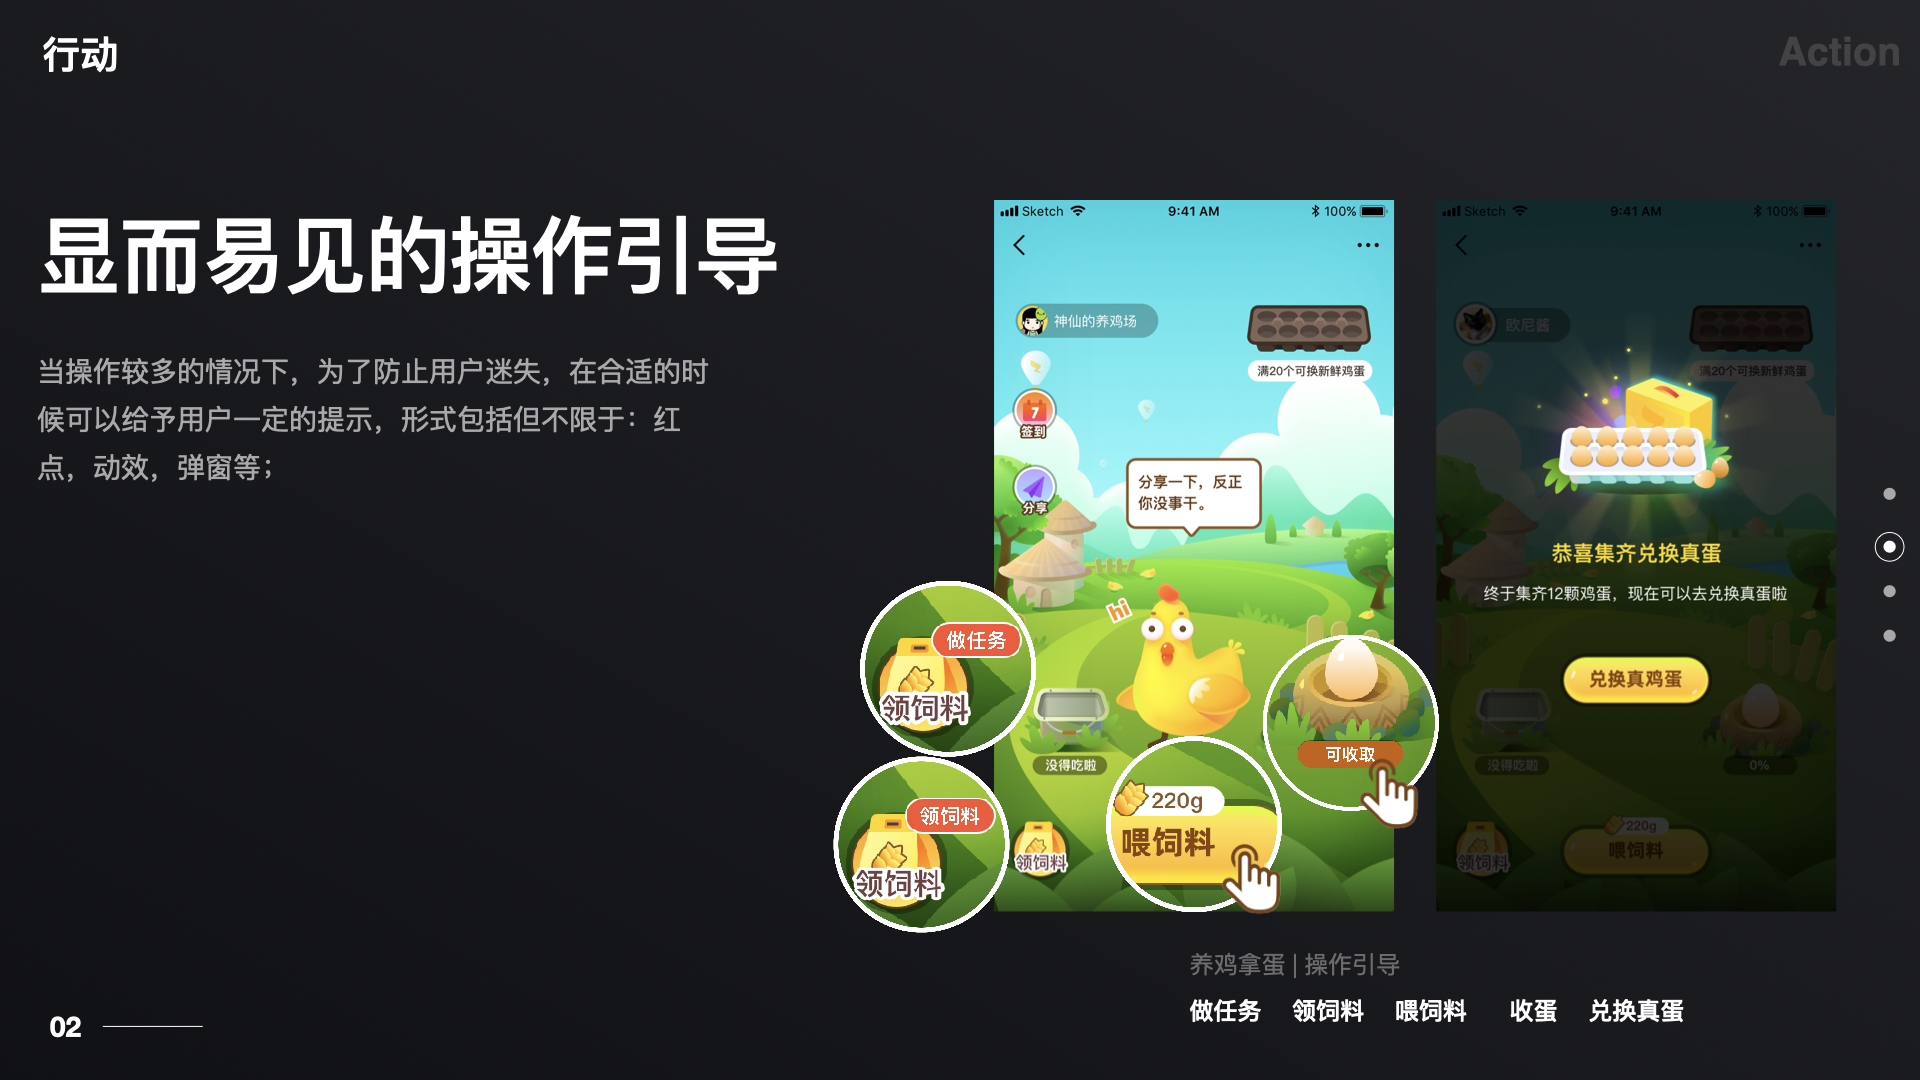 行动
Action
显而易见的操作引导
当操作较多的情况下，为了防止用户迷失，在合适的时
候可以给予用户一定的提示，形式包括但不限于：红
点，动效，弹窗等；
Sketch 9:41 AM 100%
神仙的养鸡场
满20个可换新鲜鸡蛋
7
签到
分享
分享一下，反正
你没事干。
hi
做任务
领饲料
没得吃啦
可收取
领饲料
领饲料
领饲料
220g
喂饲料
Sketch 9:41 AM 100%
欧尼酱
满20个可换新鲜鸡蛋
恭喜集齐兑换真蛋
终于集齐12颗鸡蛋，现在可以去兑换真蛋啦
兑换真鸡蛋
没得吃啦
0%
领饲料
220g
喂饲料
养鸡拿蛋 | 操作引导
做任务 领饲料 喂饲料 收蛋 兑换真蛋
02